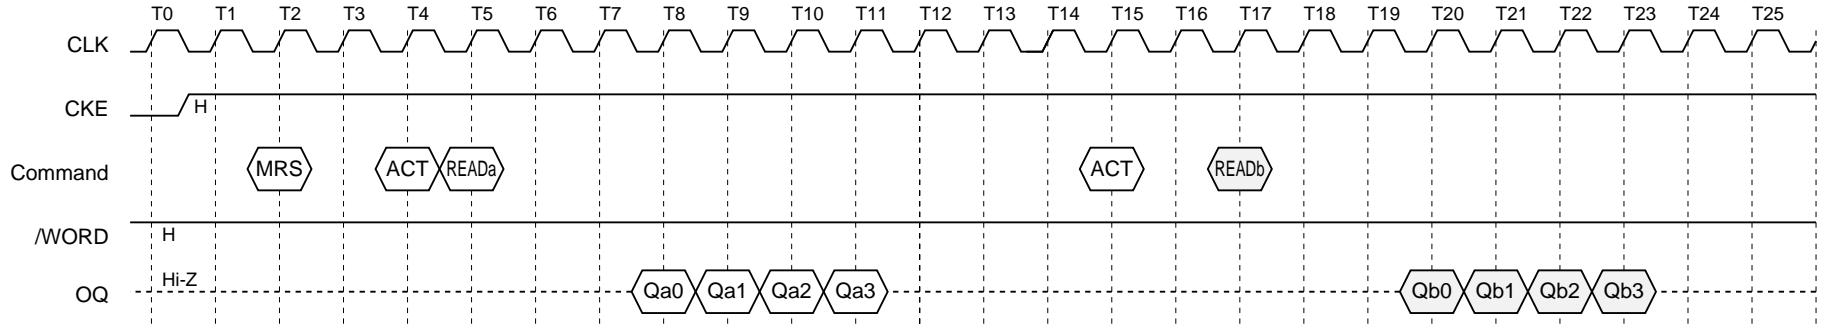 T0 T1 T2 T3 T4 T5 T6 T7 T8 T9 T10 T11 T12 T13 T14 T15 T16 T17 T18 T19 T20 T21 T22 T23 T24 T25
CLK
CKE H
Command MRS ACT READa ACT READb
/WORD H
OQ Hi-Z Qa0 Qa1 Qa2 Qa3 Qb0 Qb1 Qb2 Qb3